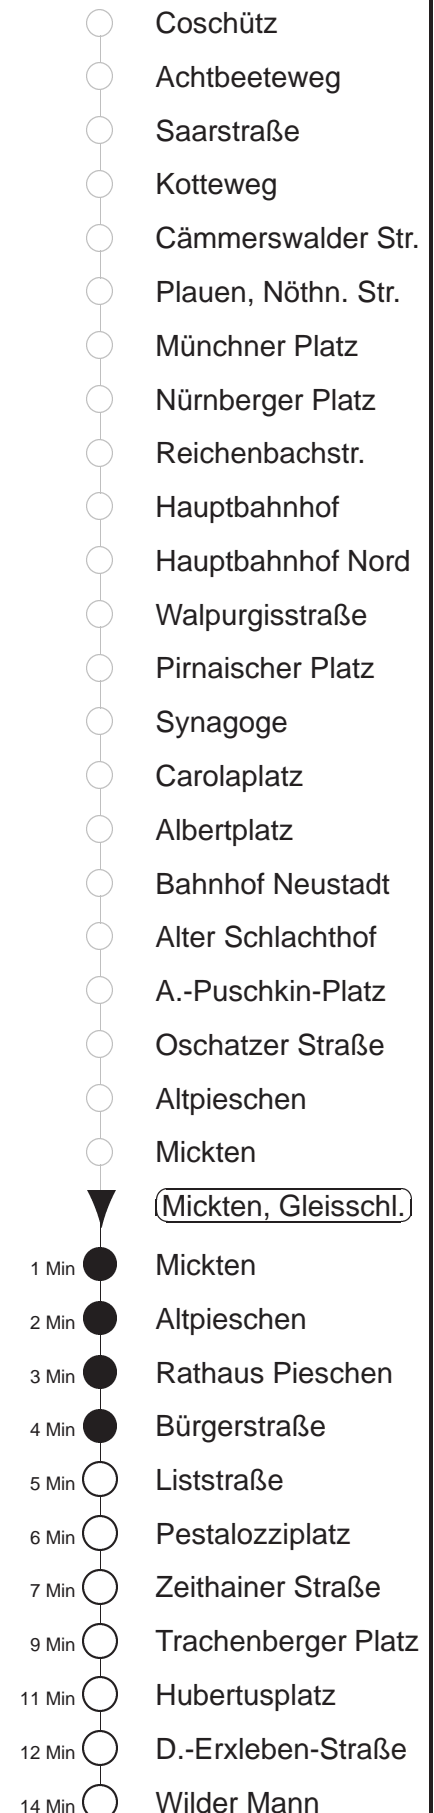 Coschütz
Achtbeeteweg
Saarstraße
Kotteweg
Cämmerswalder Str.
Plauen, Nöthn. Str.
Münchner Platz
Nürnberger Platz
Reichenbachstr.
Hauptbahnhof
Hauptbahnhof Nord
Walpurgisstraße
Pirnaischer Platz
Synagoge
Carolaplatz
Albertplatz
Bahnhof Neustadt
Alter Schlachthof
A.-Puschkin-Platz
Oschatzer Straße
Altpieschen
Mickten
Mickten, Gleisschl.
1 Min Mickten
2 Min Altpieschen
3 Min Rathaus Pieschen
4 Min Bürgerstraße
5 Min Liststraße
6 Min Pestalozziplatz
7 Min Zeithainer Straße
9 Min Trachenberger Platz
11 Min Hubertusplatz
12 Min D.-Erxleben-Straße
14 Min Wilder Mann